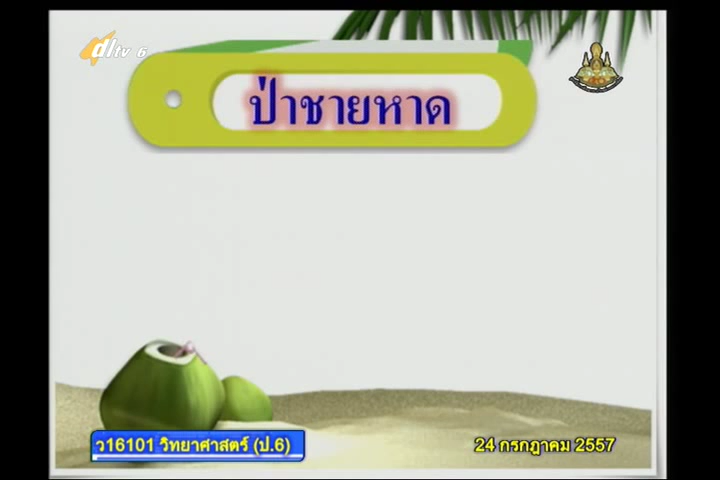 dltv 6
ป่าชายหาด
ว16101 วิทยาศาสตร์ (ป.6)
24 กรกฎาคม 2557